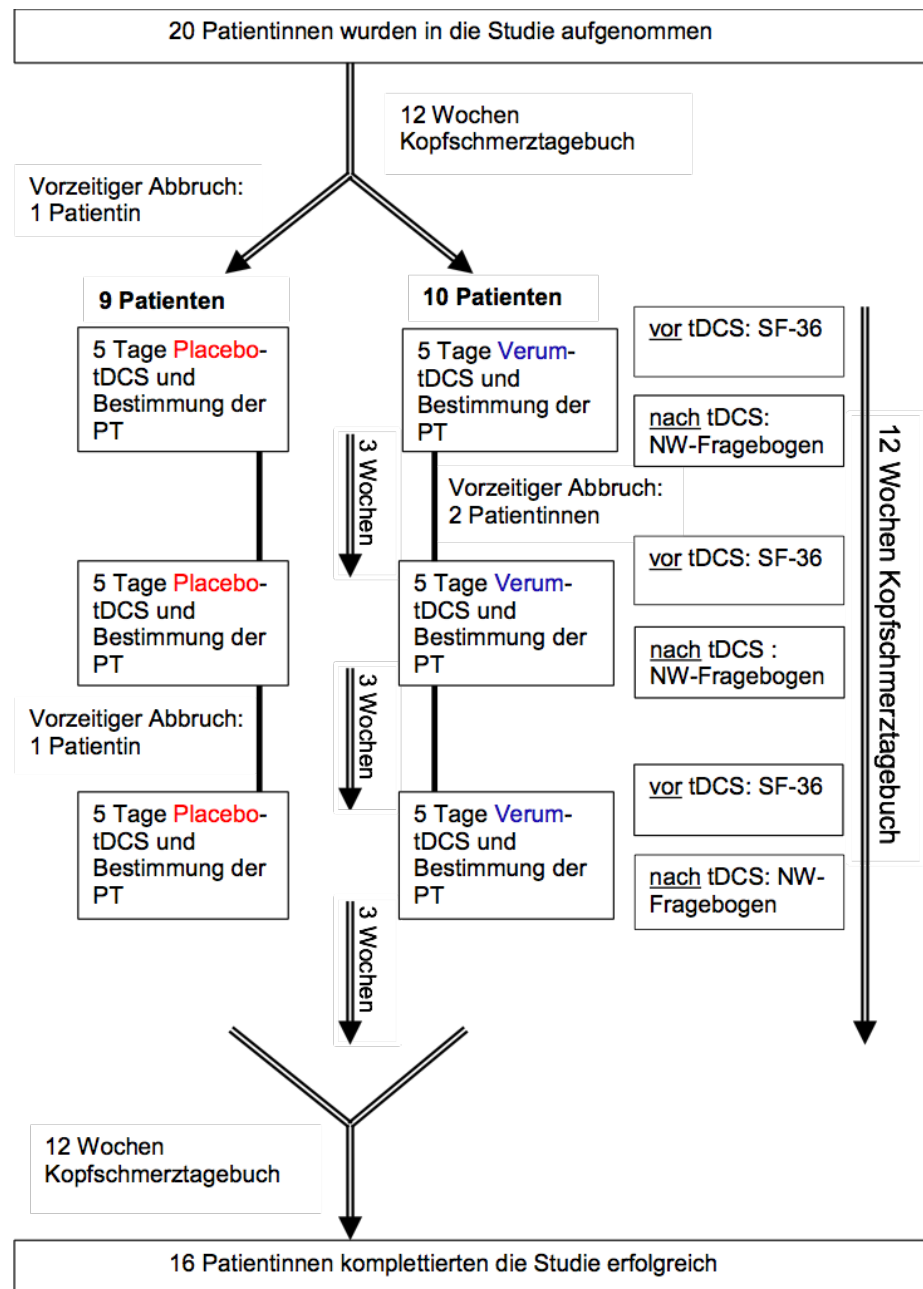 20 Patientinnen wurden in die Studie aufgenommen
12 Wochen
Kopfschmerztagebuch
Vorzeitiger Abbruch:
1 Patientin
9 Patienten
10 Patienten
5 Tage Placebo-
tDCS und
Bestimmung der
PT
5 Tage Verum-
tDCS und
Bestimmung der
PT
vor tDCS: SF-36
nach tDCS:
NW-Fragebogen
3 Wochen
Vorzeitiger Abbruch:
2 Patientinnen
12 Wochen Kopfschmerztagebuch
5 Tage Placebo-
tDCS und
Bestimmung der
PT
5 Tage Verum-
tDCS und
Bestimmung der
PT
vor tDCS: SF-36
nach tDCS :
NW-Fragebogen
Vorzeitiger Abbruch:
1 Patientin
3 Wochen
5 Tage Placebo-
tDCS und
Bestimmung der
PT
5 Tage Verum-
tDCS und
Bestimmung der
PT
vor tDCS: SF-36
nach tDCS: NW-
Fragebogen
3 Wochen
12 Wochen
Kopfschmerztagebuch
16 Patientinnen komplettierten die Studie erfolgreich